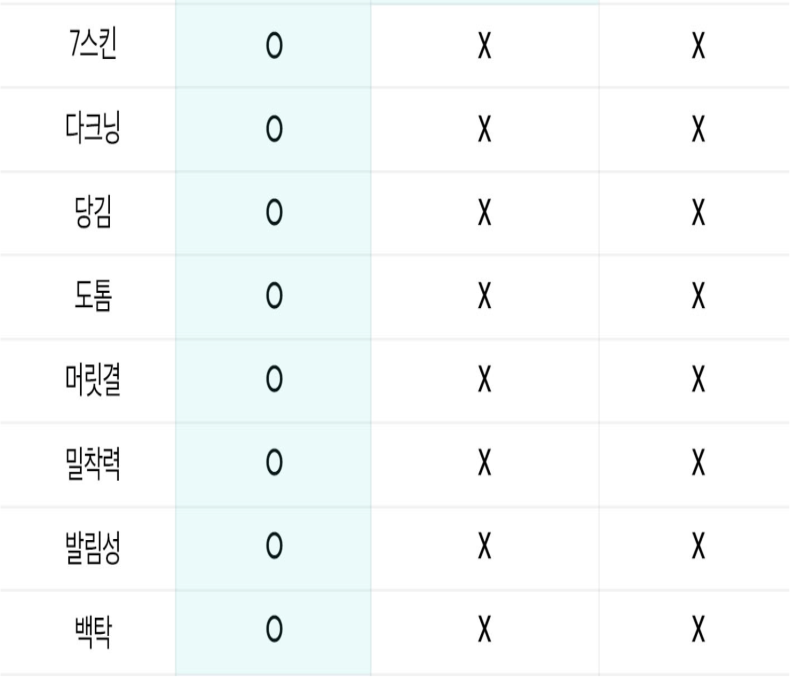 7스킨 O X X
다크닝 O X X
당김 O X X
도톰 O X X
머릿결 O X X
밀착력 O X X
발림성 O X X
백탁 O X X